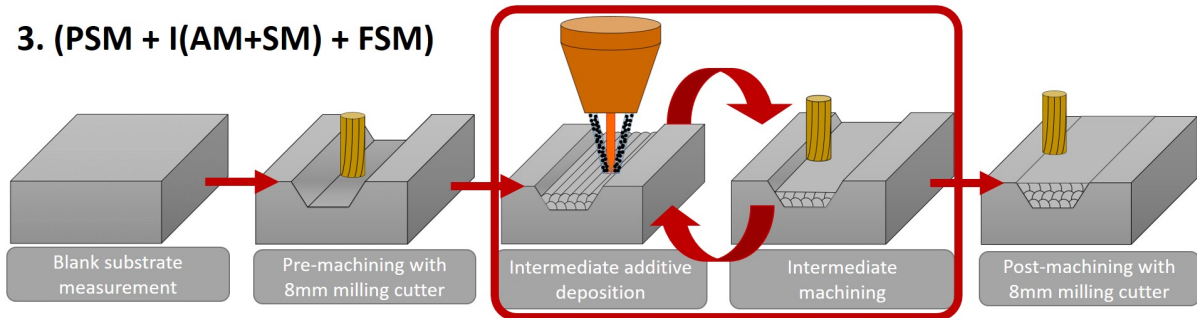 3. (PSM + I(AM+SM) + FSM)
Blank substrate
measurement
Pre-machining with
8mm milling cutter
Intermediate additive
deposition
Intermediate
machining
Post-machining with
8mm milling cutter